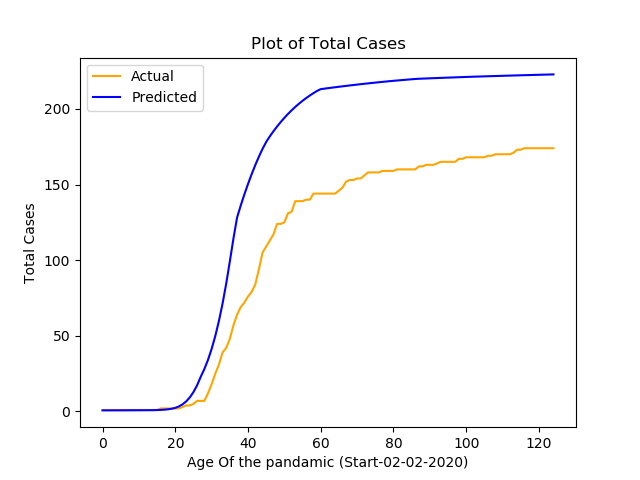 Plot of Total Cases
Actual
Predicted
200
150
100
50
0
Total Cases
0 20 40 60 80 100 120
Age Of the pandamic (Start-02-02-2020)